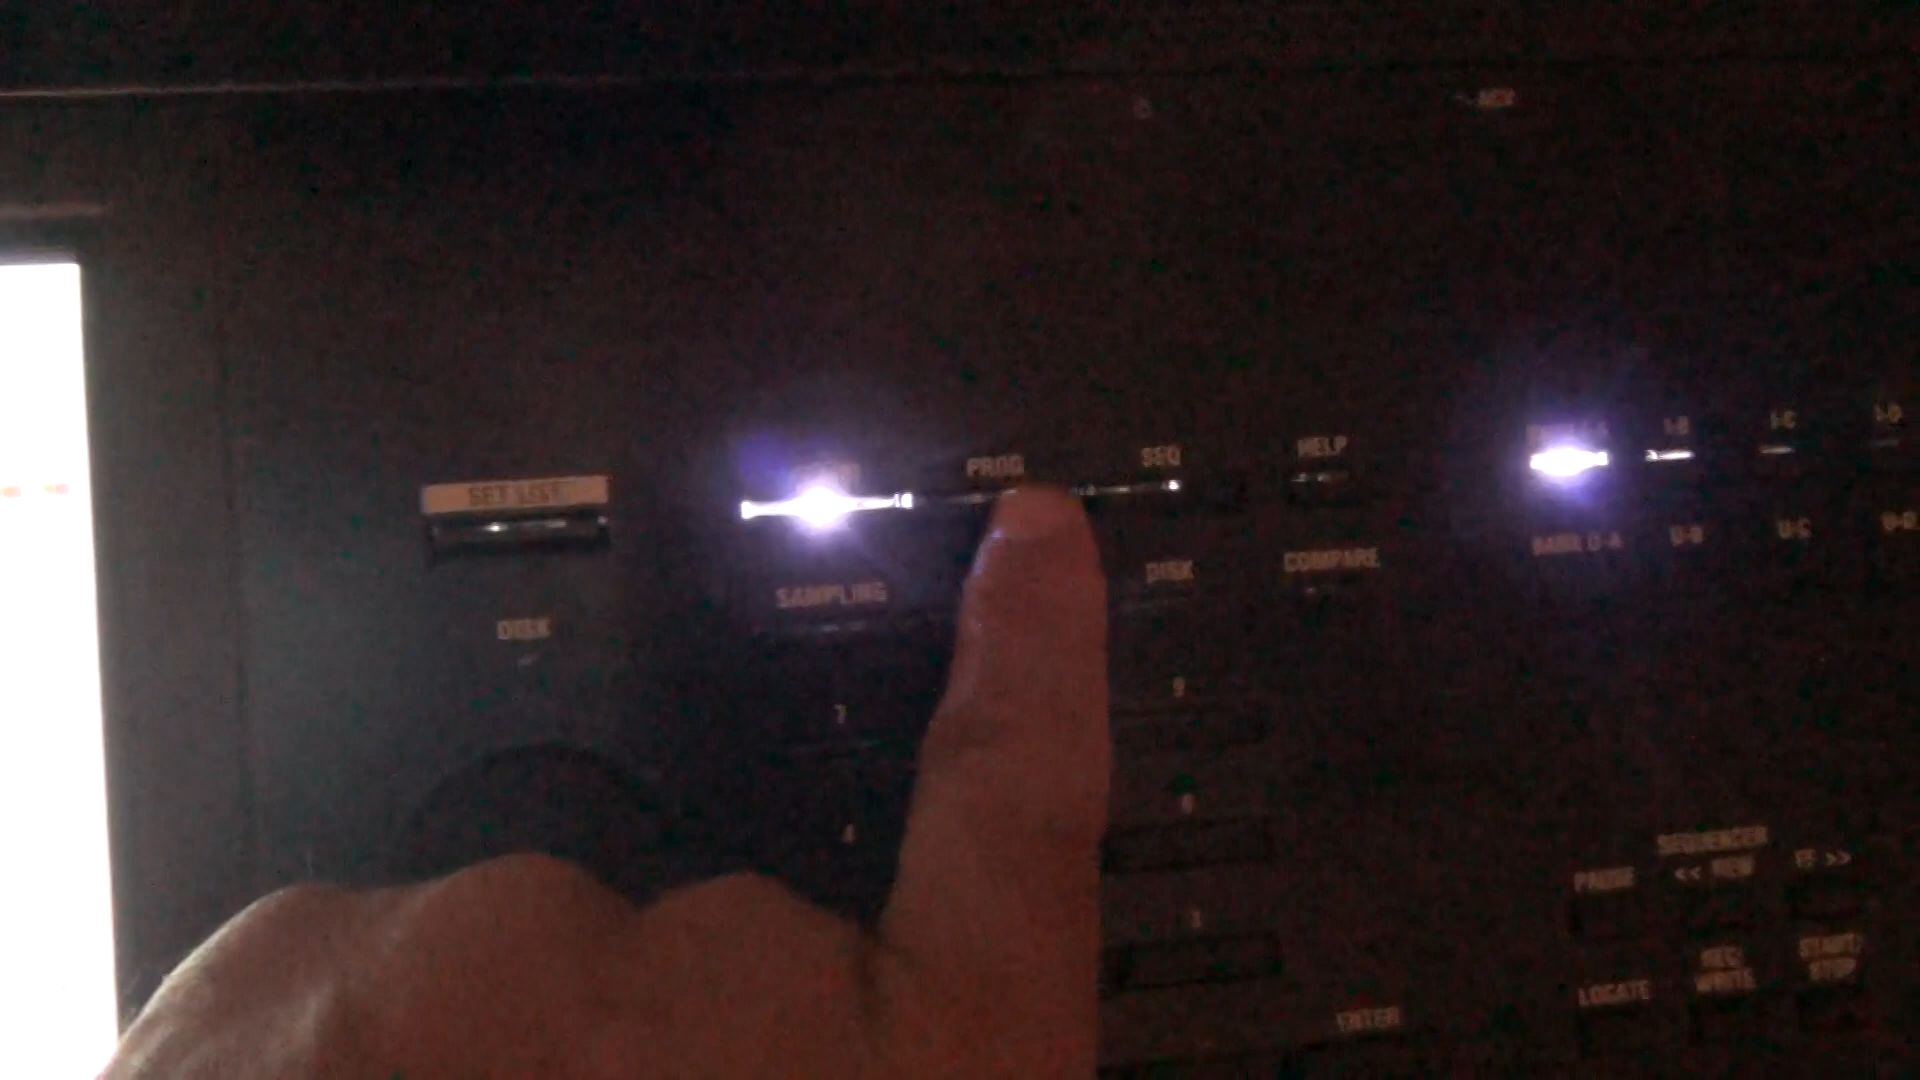 PROG
SEQ
HELP
I-B
I-C
I-D
SET LIST
SAMPLING
DISK
COMPARE
BANK U-A
U-B
U-C
U-D
DISK
7
9
4
6
3
SEQUENCER
PAUSE
<< REW
FF >>
LOCATE
REC/
WRITE
START/
STOP
ENTER